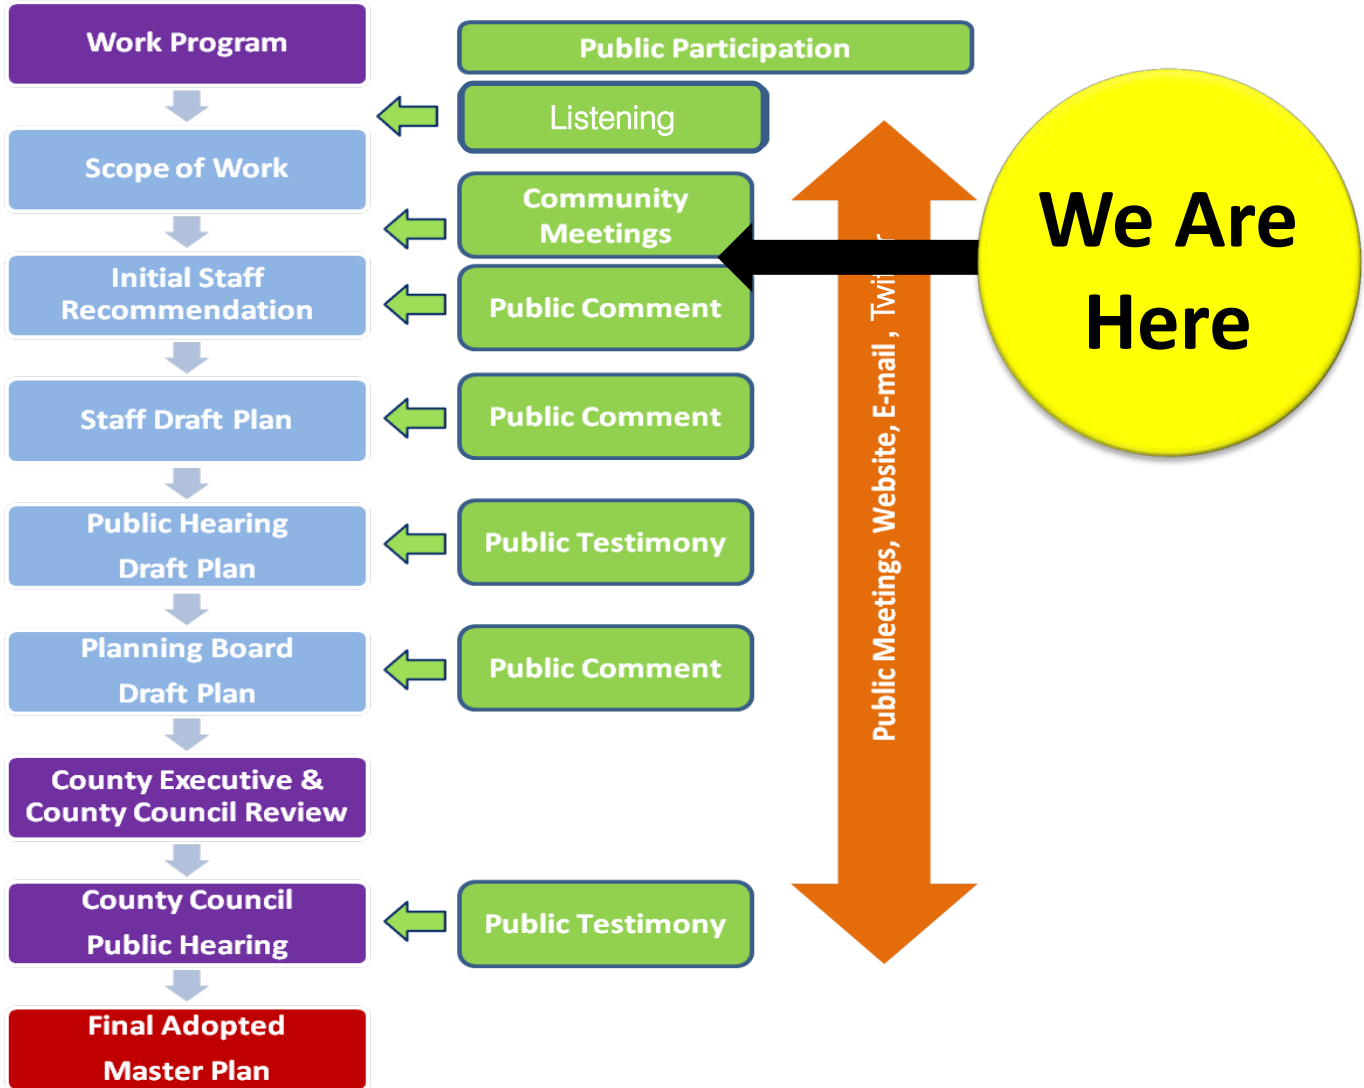 Work Program
Public Participation
Listening
Scope of Work
Community
Meetings
Initial Staff
Recommendation
Public Comment
Staff Draft Plan
Public Comment
Public Hearing
Draft Plan
Public Testimony
Planning Board
Draft Plan
Public Comment
County Executive &
County Council Review
County Council
Public Hearing
Public Testimony
Final Adopted
Master Plan
Public Meetings, Website, E-mail ,
We Are
Here